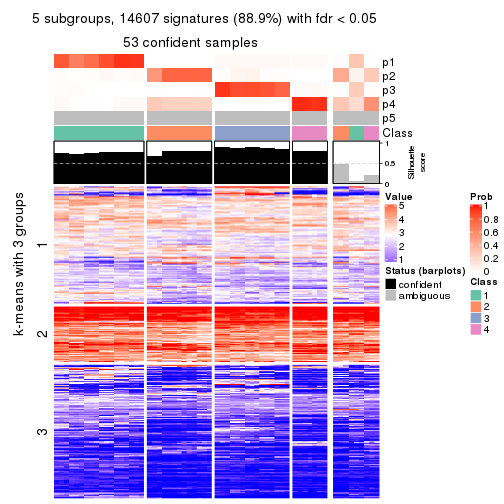 5 subgroups, 14607 signatures (88.9%) with fdr < 0.05
53 confident samples
p1
p2
p3
p4
p5
Class
1
0.5
0
Silhouette
score
k-means with 3 groups
1
2
3
Value
5
4
3
2
1
Status (barplots)
confident
ambiguous
Prob
1
0.8
0.6
0.4
0.2
0
Class
1
2
3
4